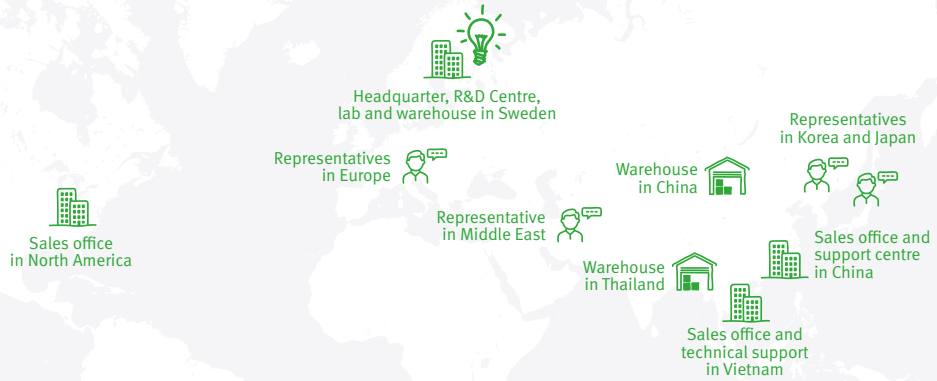 Headquarter, R&D Centre,
lab and warehouse in Sweden
Representatives
in Korea and Japan
Representatives
in Europe
Warehouse
in China
Representative
in Middle East
Sales office
in North America
Sales office and
support centre
in China
Warehouse
in Thailand
Sales office and
technical support
in Vietnam